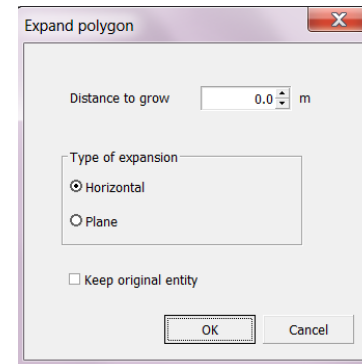 Expand polygon
Distance to grow 0.0 m
Type of expansion
Horizontal
Plane
Keep original entity
OK Cancel